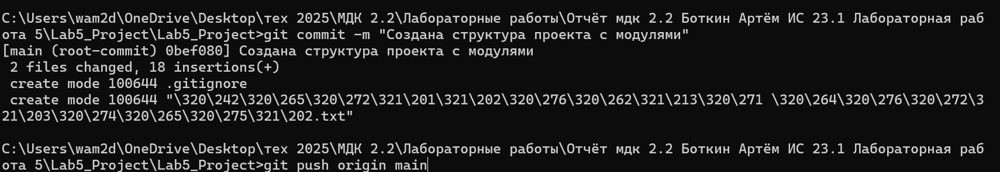 C:\Users\wam2d\OneDrive\Desktop\тех 2025\МДК 2.2\Лабораторные работы\Отчёт мдк 2.2 Боткин Артём ИС 23.1 Лабораторная раб
ота 5\Lab5_Project\Lab5_Project>git commit -m "Создана структура проекта с модулями"
[main (root-commit) 0bef080] Создана структура проекта с модулями
 2 files changed, 18 insertions(+)
 create mode 100644 .gitignore
 create mode 100644 "\320\242\320\265\320\272\321\201\321\202\320\276\320\262\321\213\320\271 \320\264\320\276\320\272\3
21\203\320\274\320\265\320\275\321\202.txt"
C:\Users\wam2d\OneDrive\Desktop\тех 2025\МДК 2.2\Лабораторные работы\Отчёт мдк 2.2 Боткин Артём ИС 23.1 Лабораторная раб
ота 5\Lab5_Project\Lab5_Project>git push origin main